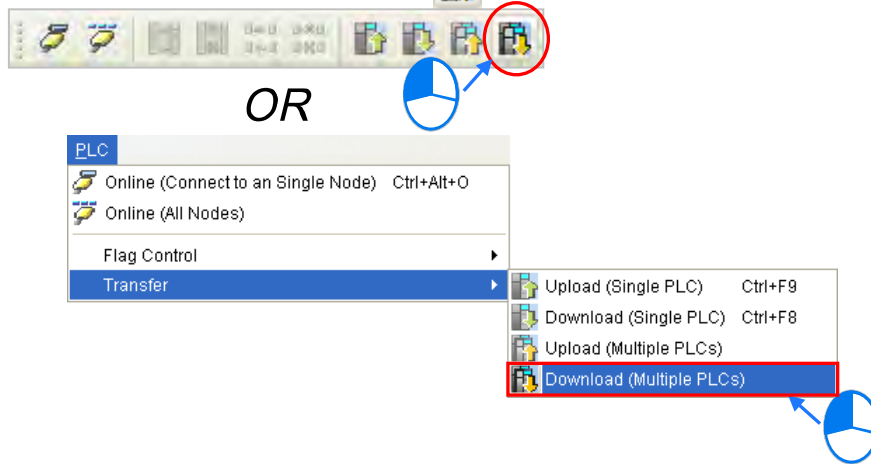 OR
PLC
Online (Connect to an Single Node) Ctrl+Alt+O
Online (All Nodes)
Flag Control
Transfer
Upload (Single PLC) Ctrl+F9
Download (Single PLC) Ctrl+F8
Upload (Multiple PLCs)
Download (Multiple PLCs)